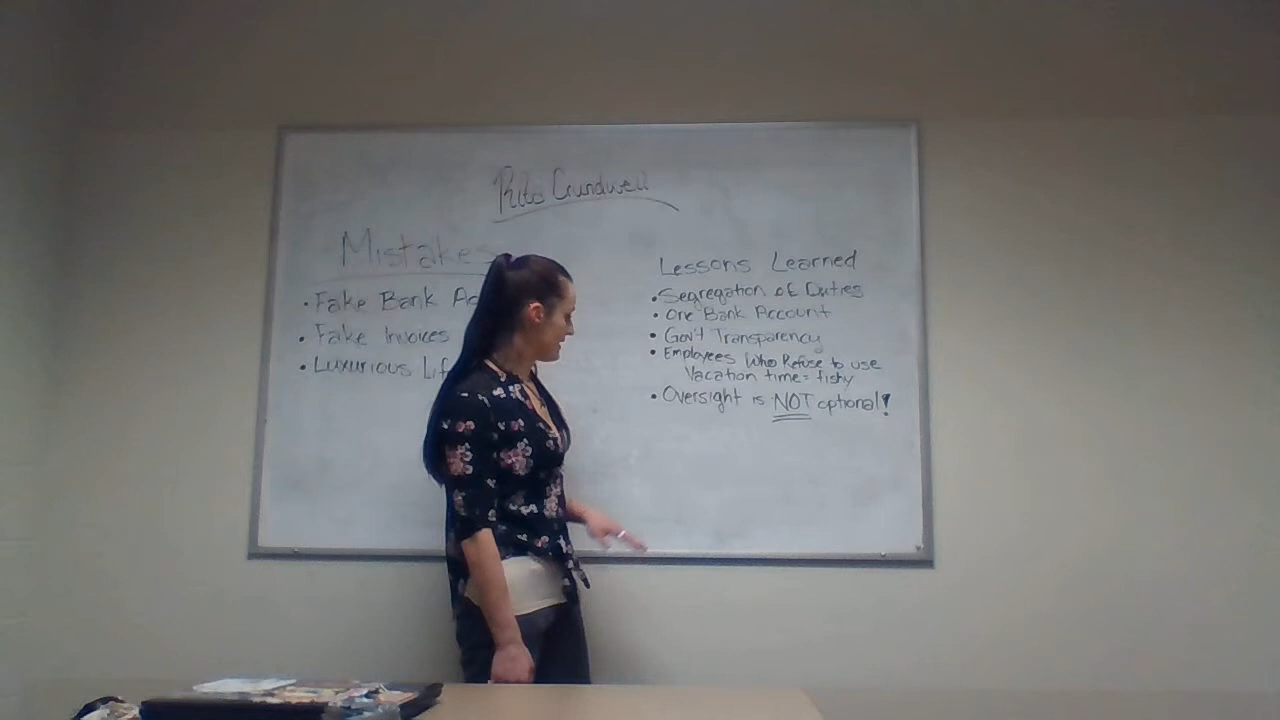 Rita Crundwell
Mistakes
• Fake Bank Ac
• Fake Invoices
• Luxurious Lif
Lessons Learned
• Segregation of Duties
• One Bank Account
• Gov't Transparency
• Employees Who Refuse to use
Vacation time = fishy
• Oversight is NOT optional!